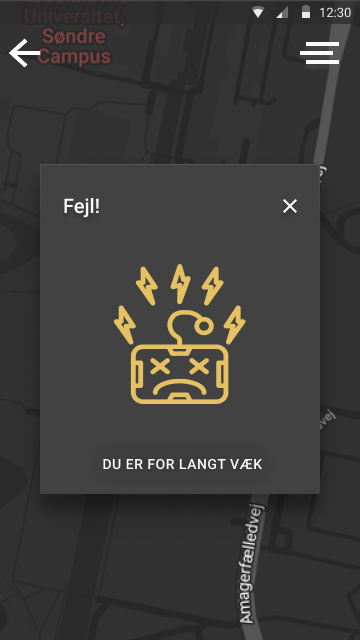 12:30
Universitet,
Søndre
Campus
Fejl!
DU ER FOR LANGT VÆK
Amagerfælledvej